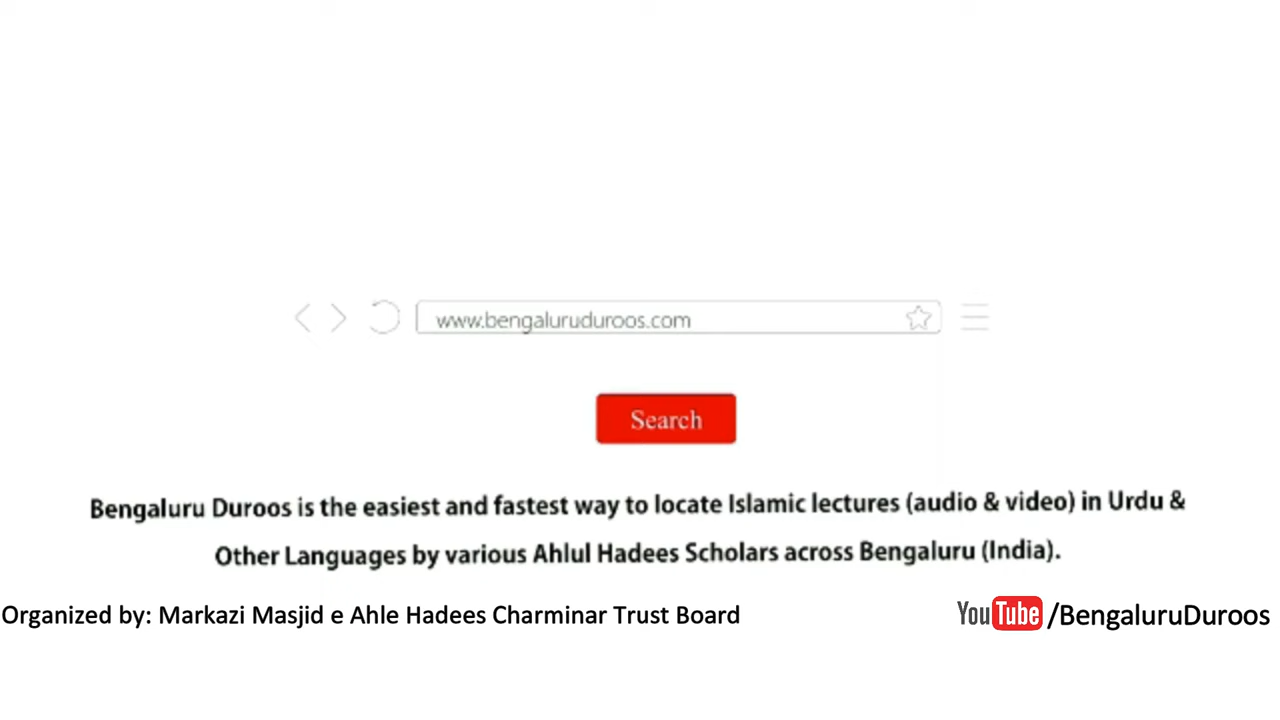 www.bengaluruduroos.com
Search
Bengaluru Duroos is the easiest and fastest way to locate Islamic lectures (audio & video) in Urdu &
Other Languages by various Ahlul Hadees Scholars across Bengaluru (India).
Organized by: Markazi Masjid e Ahle Hadees Charminar Trust Board
YouTube /BengaluruDuroos